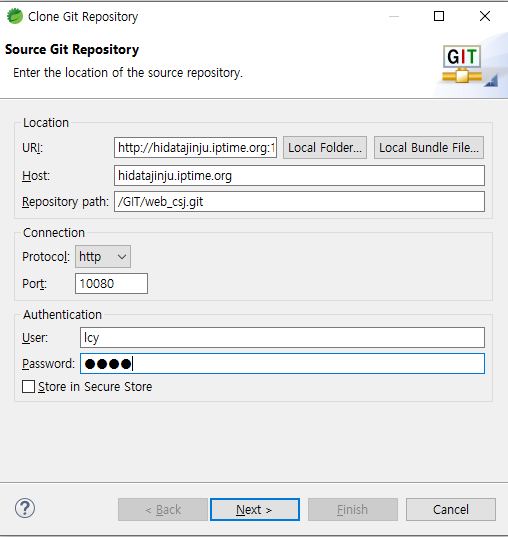 Clone Git Repository
Source Git Repository
Enter the location of the source repository.
GIT
Location
URI: http://hidatajinju.iptime.org:1 Local Folder... Local Bundle File...
Host: hidatajinju.iptime.org
Repository path: /GIT/web_csj.git
Connection
Protocol: http
Port: 10080
Authentication
User: lcy
Password: ●●●●
Store in Secure Store
?
< Back Next > Finish Cancel